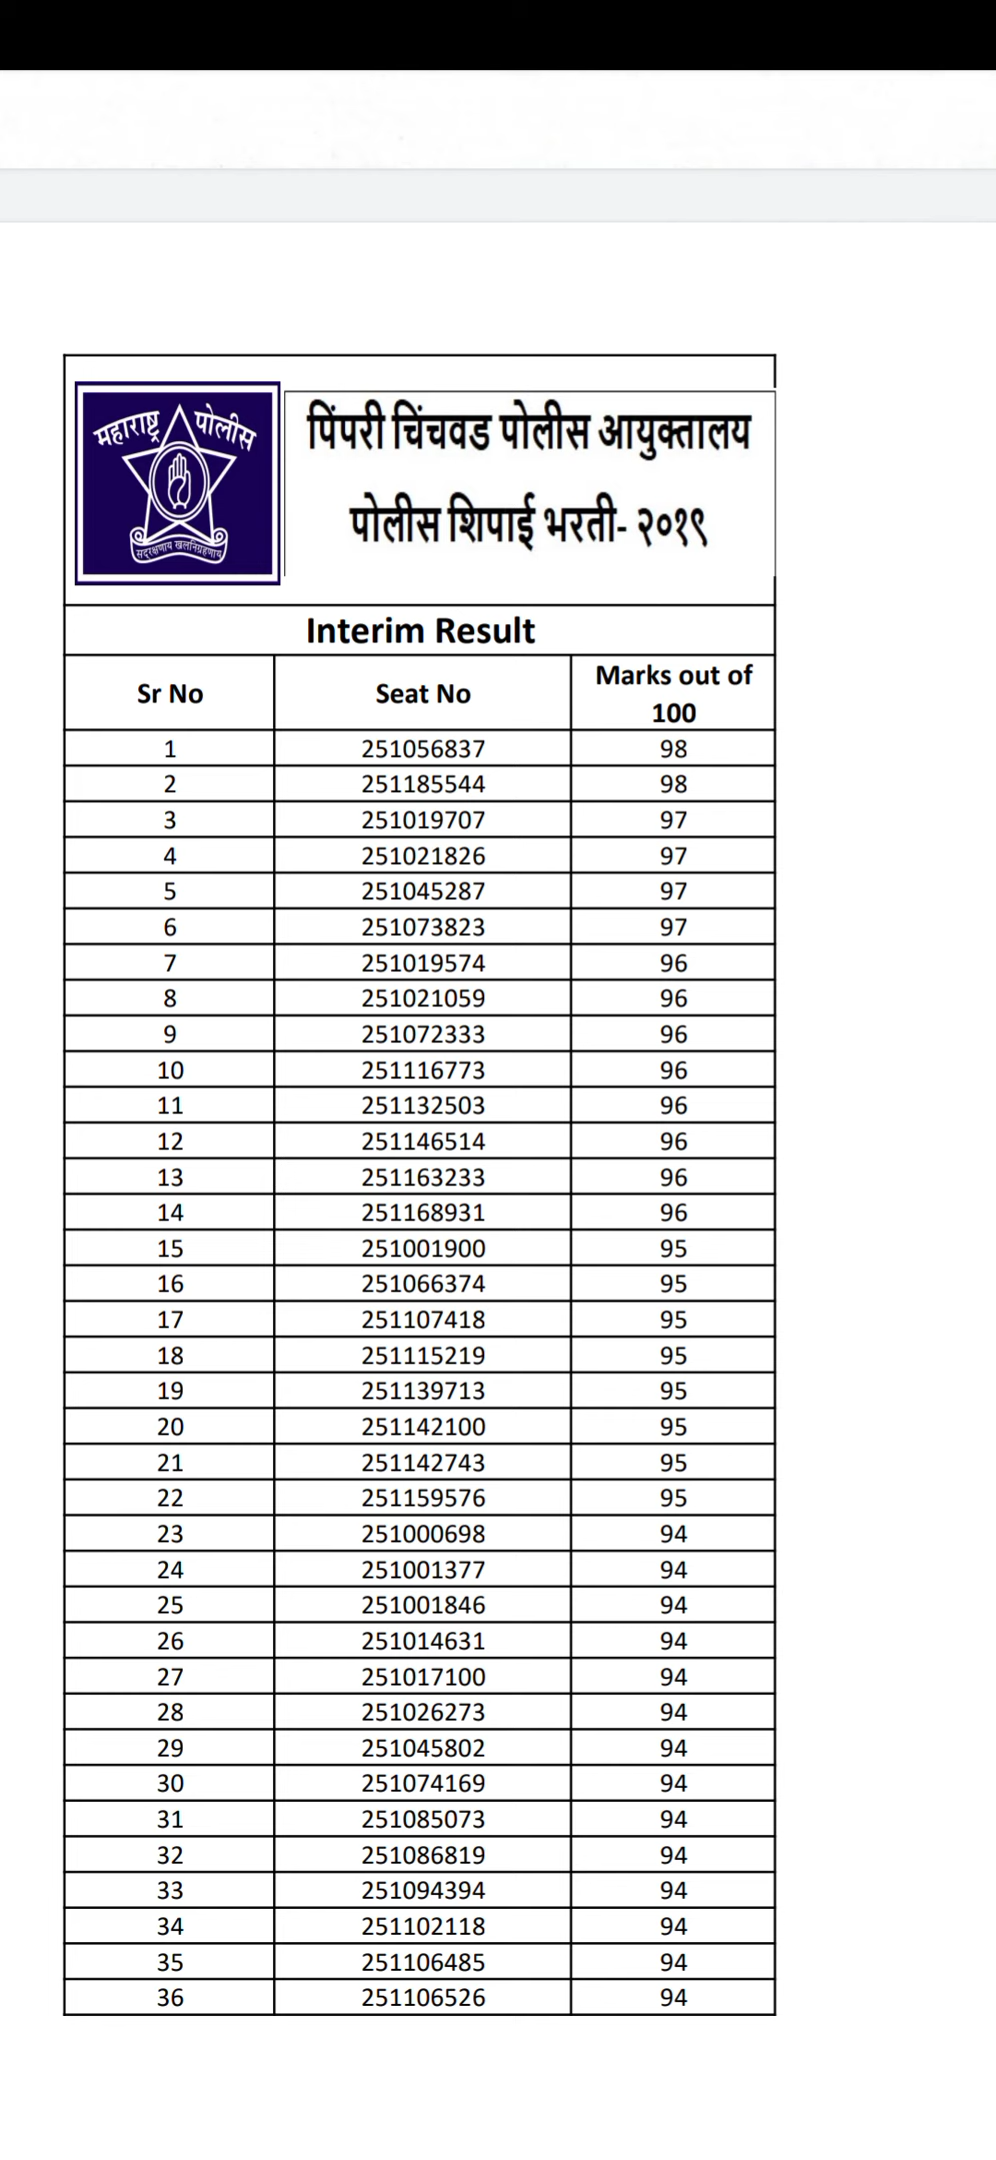 महाराष्ट्र पोलीस
सद्रक्षणाय खलनिग्रहणाय
पिंपरी चिंचवड पोलीस आयुक्तालय
पोलीस शिपाई भरती- २०१९
Interim Result
Sr No Seat No Marks out of 100
1 251056837 98
2 251185544 98
3 251019707 97
4 251021826 97
5 251045287 97
6 251073823 97
7 251019574 96
8 251021059 96
9 251072333 96
10 251116773 96
11 251132503 96
12 251146514 96
13 251163233 96
14 251168931 96
15 251001900 95
16 251066374 95
17 251107418 95
18 251115219 95
19 251139713 95
20 251142100 95
21 251142743 95
22 251159576 95
23 251000698 94
24 251001377 94
25 251001846 94
26 251014631 94
27 251017100 94
28 251026273 94
29 251045802 94
30 251074169 94
31 251085073 94
32 251086819 94
33 251094394 94
34 251102118 94
35 251106485 94
36 251106526 94